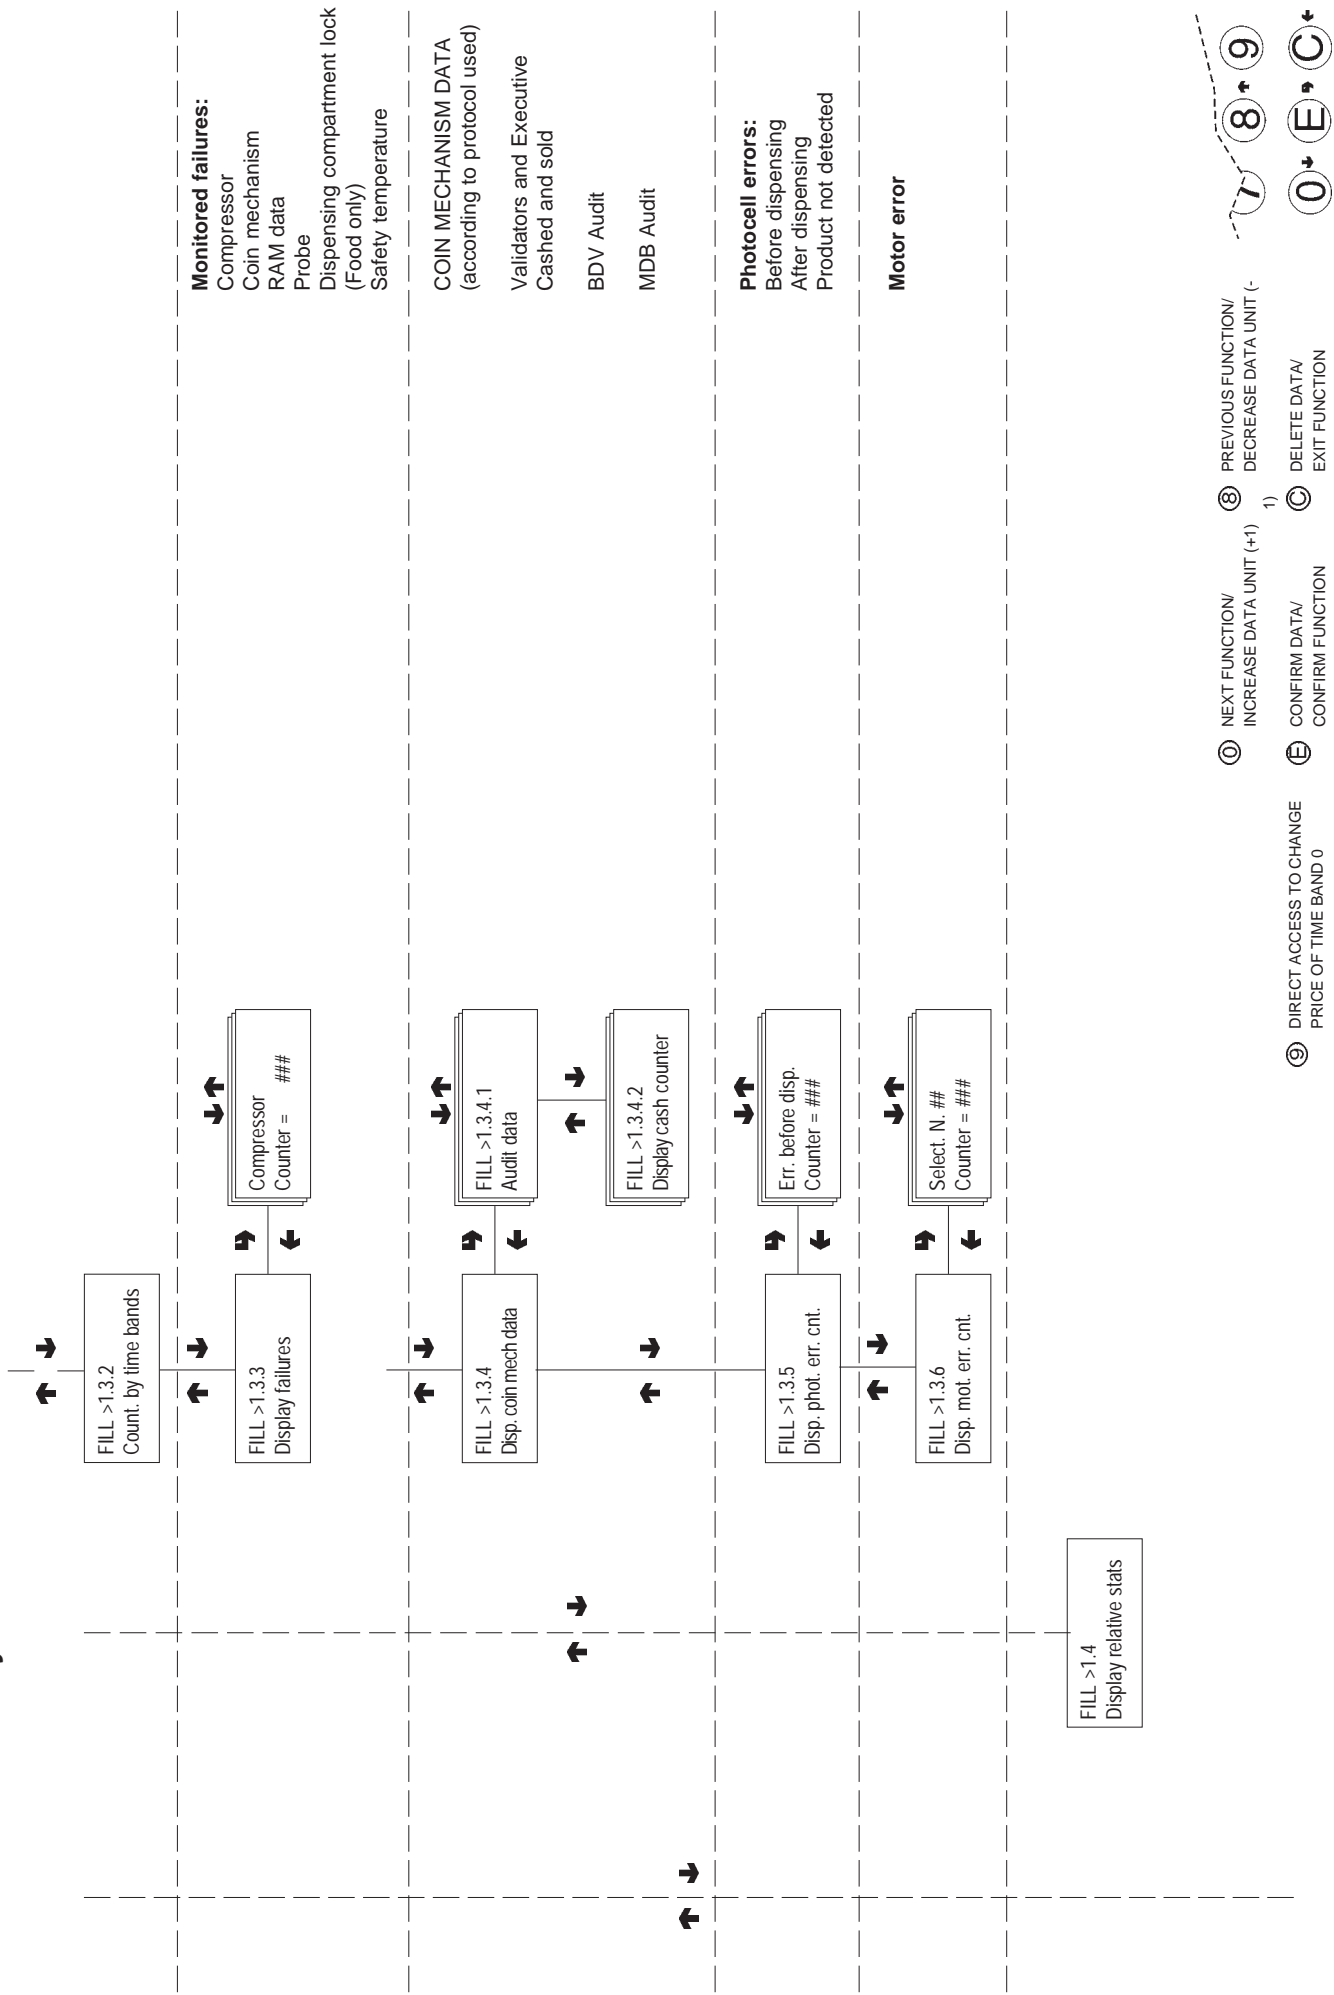 FILL >1.3.2
Count. by time bands
FILL >1.3.3
Display failures
Compressor
Counter = ###
Monitored failures:
Compressor
Coin mechanism
RAM data
Probe
Dispensing compartment lock
(Food only)
Safety temperature
FILL >1.3.4
Disp. coin mech data
FILL >1.3.4.1
Audit data
FILL >1.3.4.2
Display cash counter
COIN MECHANISM DATA
(according to protocol used)
Validators and Executive
Cashed and sold
BDV Audit
MDB Audit
FILL >1.3.5
Disp. phot. err. cnt.
Err. before disp.
Counter = ###
Photocell errors:
Before dispensing
After dispensing
Product not detected
FILL >1.3.6
Disp. mot. err. cnt.
Select. N. ##
Counter = ###
Motor error
FILL >1.4
Display relative stats
9 DIRECT ACCESS TO CHANGE
PRICE OF TIME BAND 0
0 NEXT FUNCTION/
INCREASE DATA UNIT (+1)
E CONFIRM DATA/
CONFIRM FUNCTION
8 PREVIOUS FUNCTION/
DECREASE DATA UNIT (-
1)
C DELETE DATA/
EXIT FUNCTION
7 8 9
0 E C